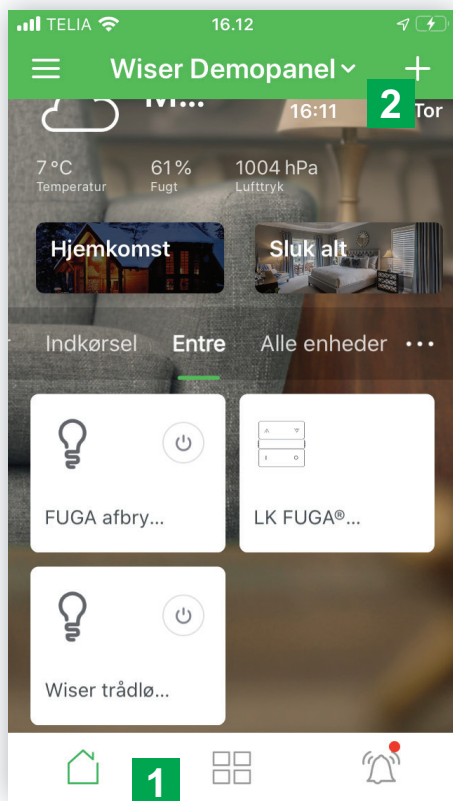 TELIA 16.12
Wiser Demopanel
2
16:11 Tor
7 °C 61 % 1004 hPa
Temperatur Fugt Lufttryk
Hjemkomst Sluk alt
Indkørsel Entre Alle enheder ...
FUGA afbry... LK FUGA®...
Wiser trådlø...
1